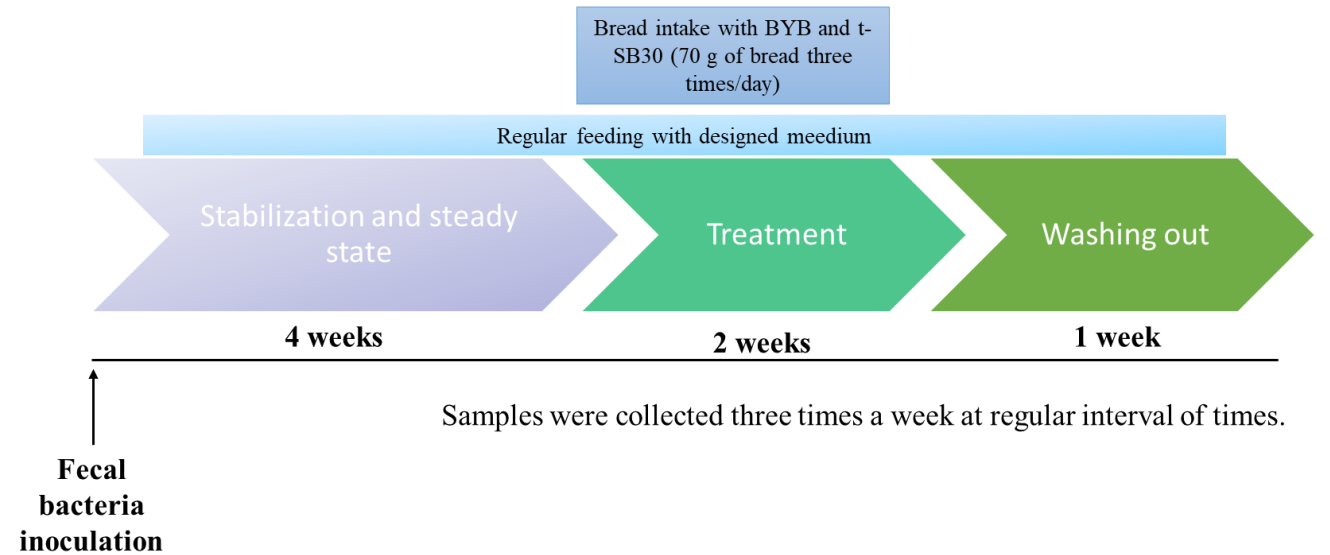 Bread intake with BYB and t-
SB30 (70 g of bread three
times/day)
Regular feeding with designed meedium
Stabilization and steady
state
Treatment
Washing out
4 weeks
2 weeks
1 week
Samples were collected three times a week at regular interval of times.
Fecal
bacteria
inoculation